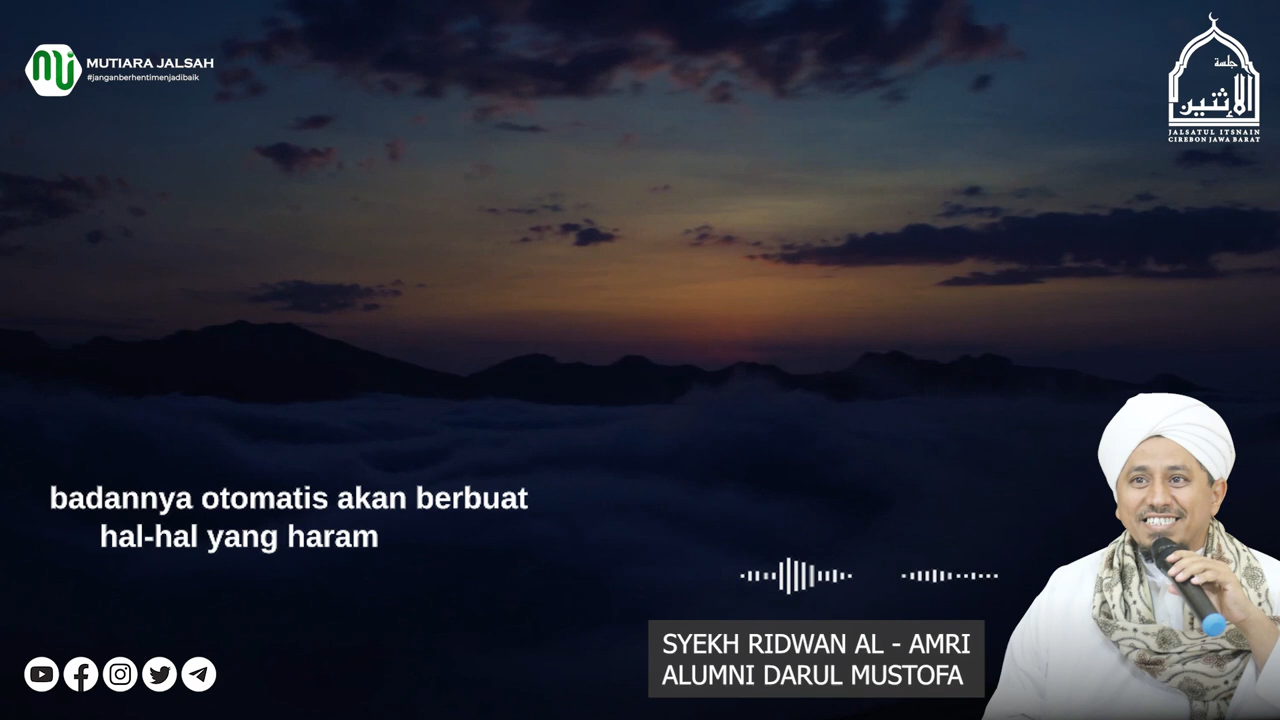 MUTIARA JALSAH
#janganberhentimenjadibaik
جلسة
الإثنين
JALSATUL ITSNAIN
CIREBON JAWA BARAT
badannya otomatis akan berbuat
hal-hal yang haram
SYEKH RIDWAN AL - AMRI
ALUMNI DARUL MUSTOFA